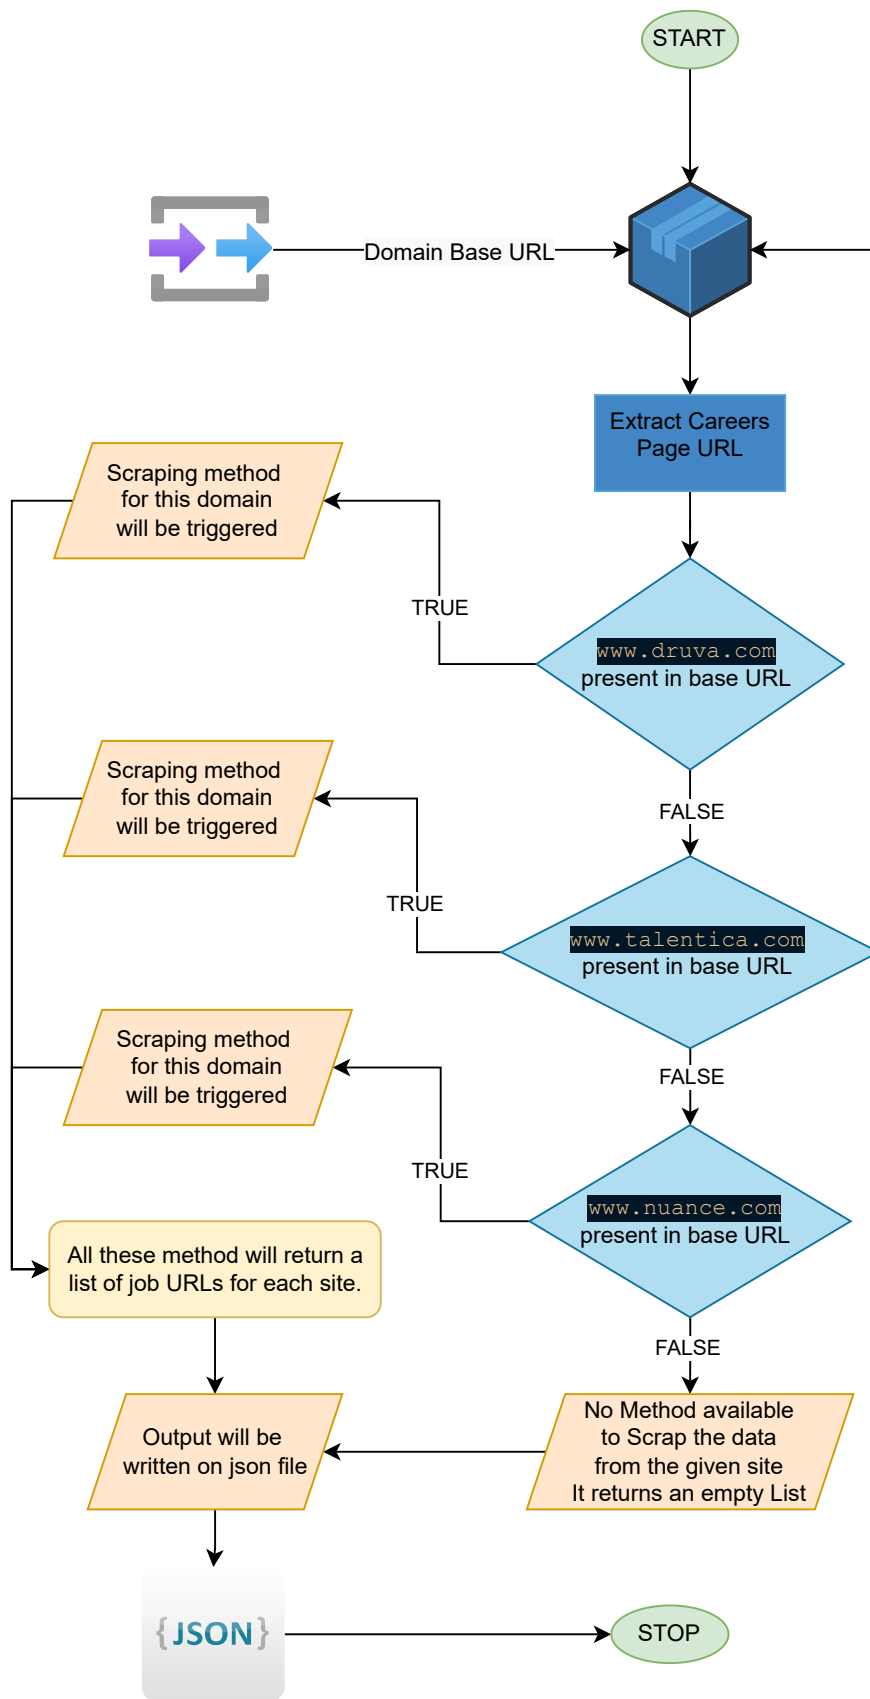 START
Domain Base URL
Extract Careers
Page URL
Scraping method
for this domain
will be triggered
TRUE
www.druva.com
present in base URL
FALSE
Scraping method
for this domain
will be triggered
TRUE
www.talentica.com
present in base URL
FALSE
Scraping method
for this domain
will be triggered
TRUE
www.nuance.com
present in base URL
FALSE
All these method will return a
list of job URLs for each site.
No Method available
to Scrap the data
from the given site
It returns an empty List
Output will be
written on json file
{JSON}
STOP